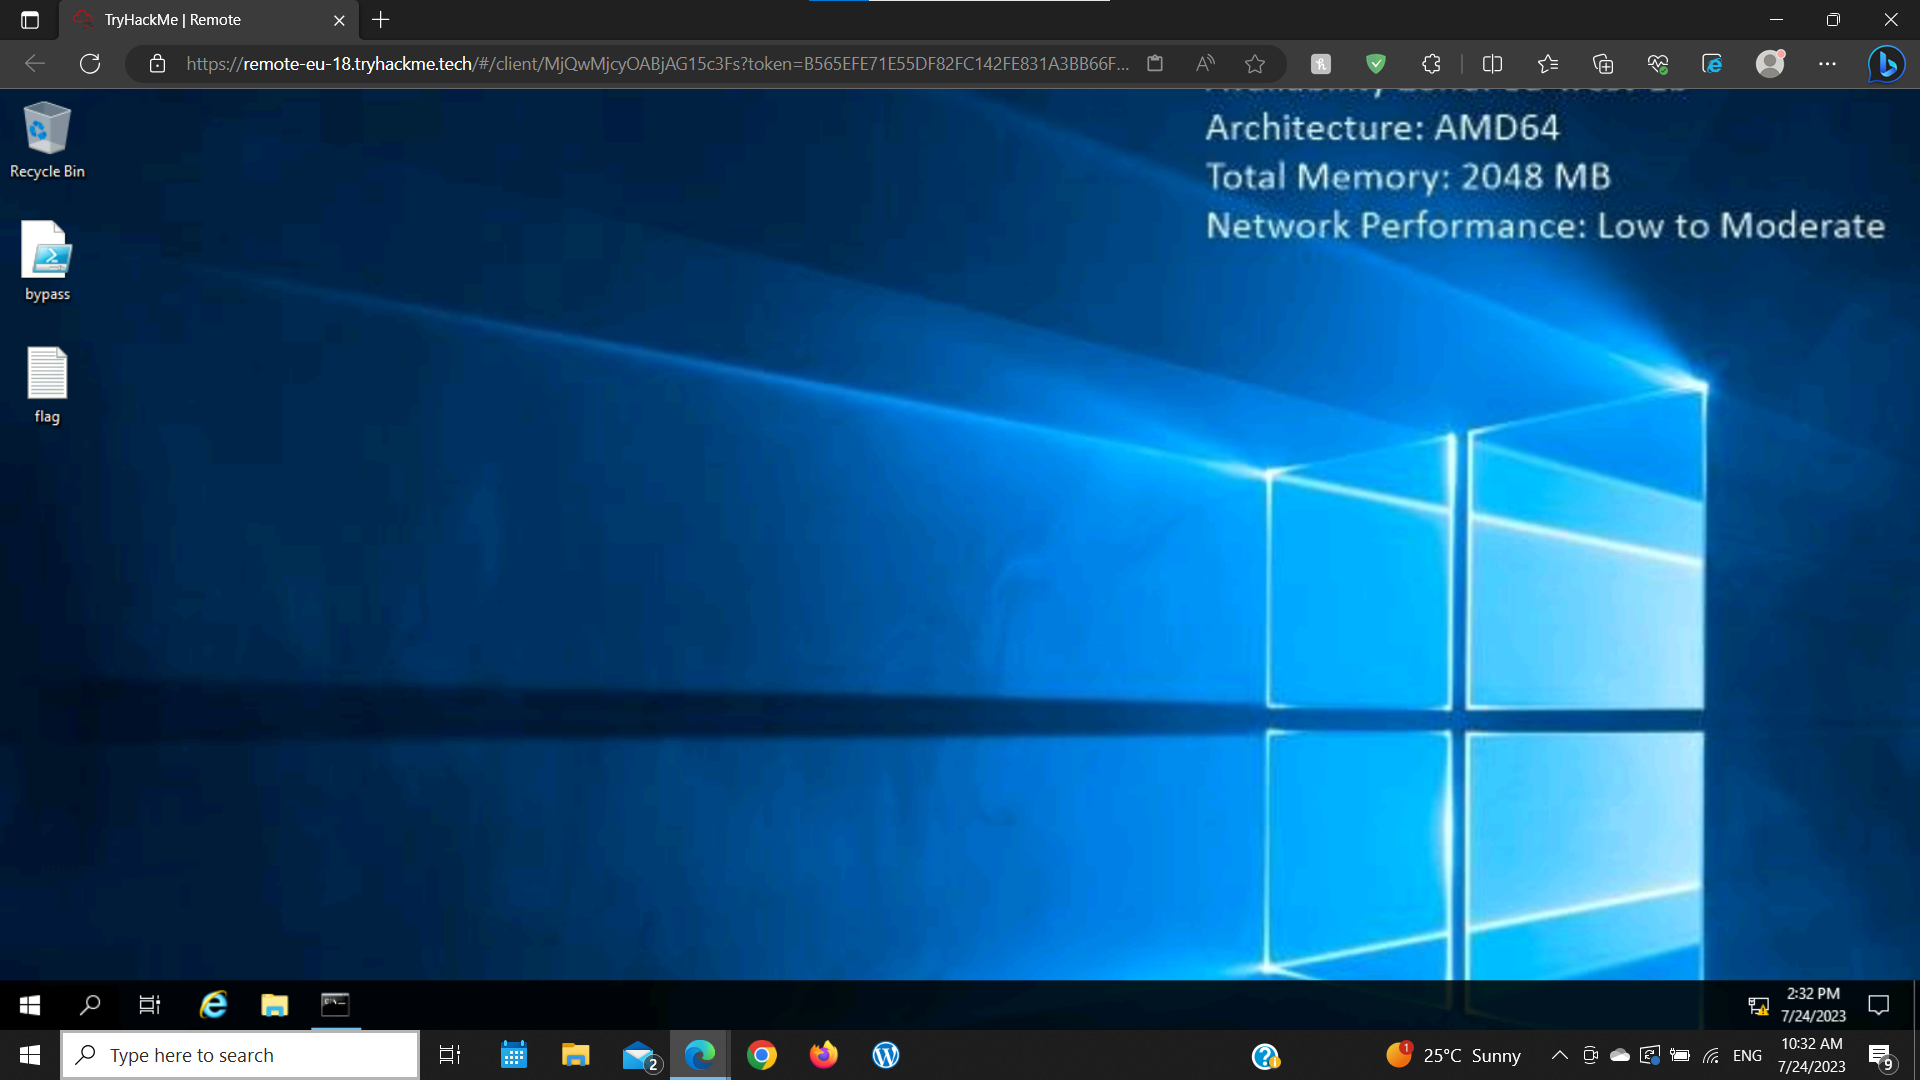 TryHackMe | Remote
https://remote-eu-18.tryhackme.tech/#/client/MjQwMjcyOABjAG15c3Fs?token=B565EFE71E55DF82FC142FE831A3BB66F...
Architecture: AMD64
Total Memory: 2048 MB
Network Performance: Low to Moderate
Recycle Bin
bypass
flag
2:32 PM
7/24/2023
Type here to search
2
1
25°C Sunny
ENG
10:32 AM
7/24/2023
9